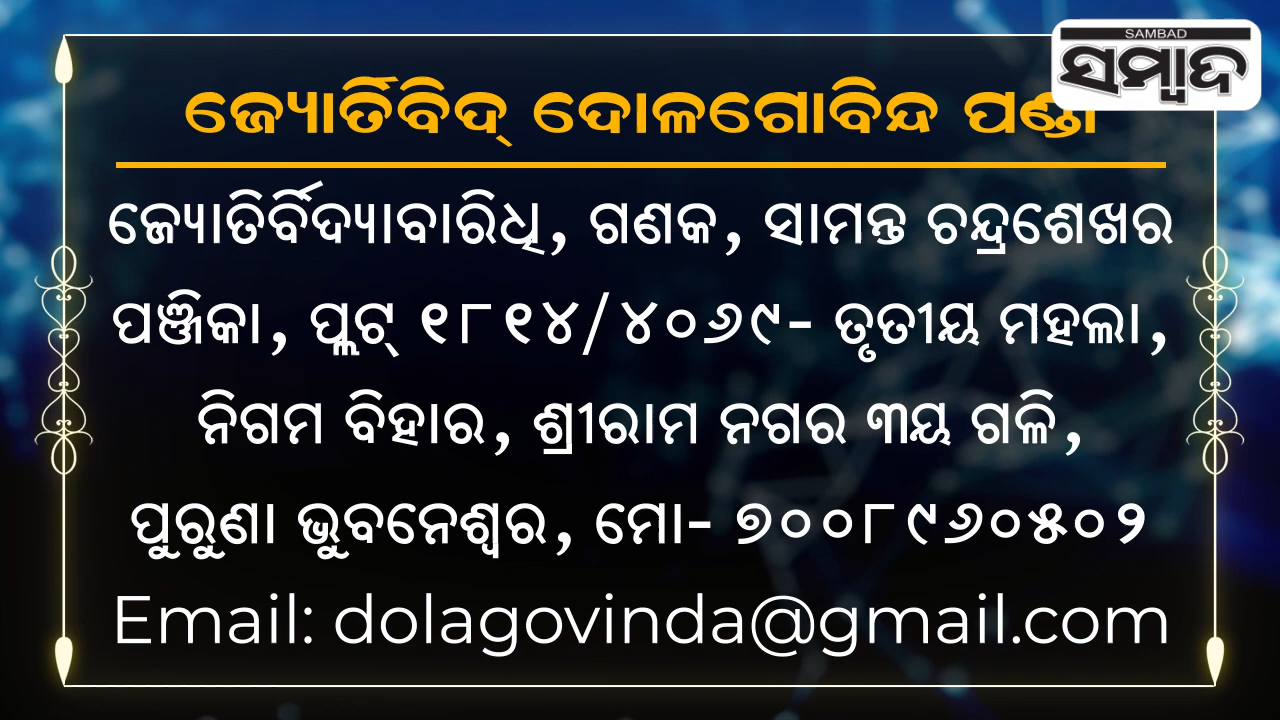 SAMBAD
ସମ୍ବାଦ
ଜ୍ୟୋର୍ତିବିଦ୍ ଦୋଳଗୋବିନ୍ଦ ପଣ୍ଡା
ଜ୍ୟୋତିର୍ବିଦ୍ୟାବାରିଧି, ଗଣକ, ସାମନ୍ତ ଚନ୍ଦ୍ରଶେଖର
ପଞ୍ଜିକା, ପ୍ଲଟ୍ ୧୮୧୪/୪୦୬୯- ତୃତୀୟ ମହଲା,
ନିଗମ ବିହାର, ଶ୍ରୀରାମ ନଗର ୩ୟ ଗଳି,
ପୁରୁଣା ଭୁବନେଶ୍ୱର, ମୋ- ୭୦୦୮୯୬୦୫୦୨
Email: dolagovinda@gmail.com